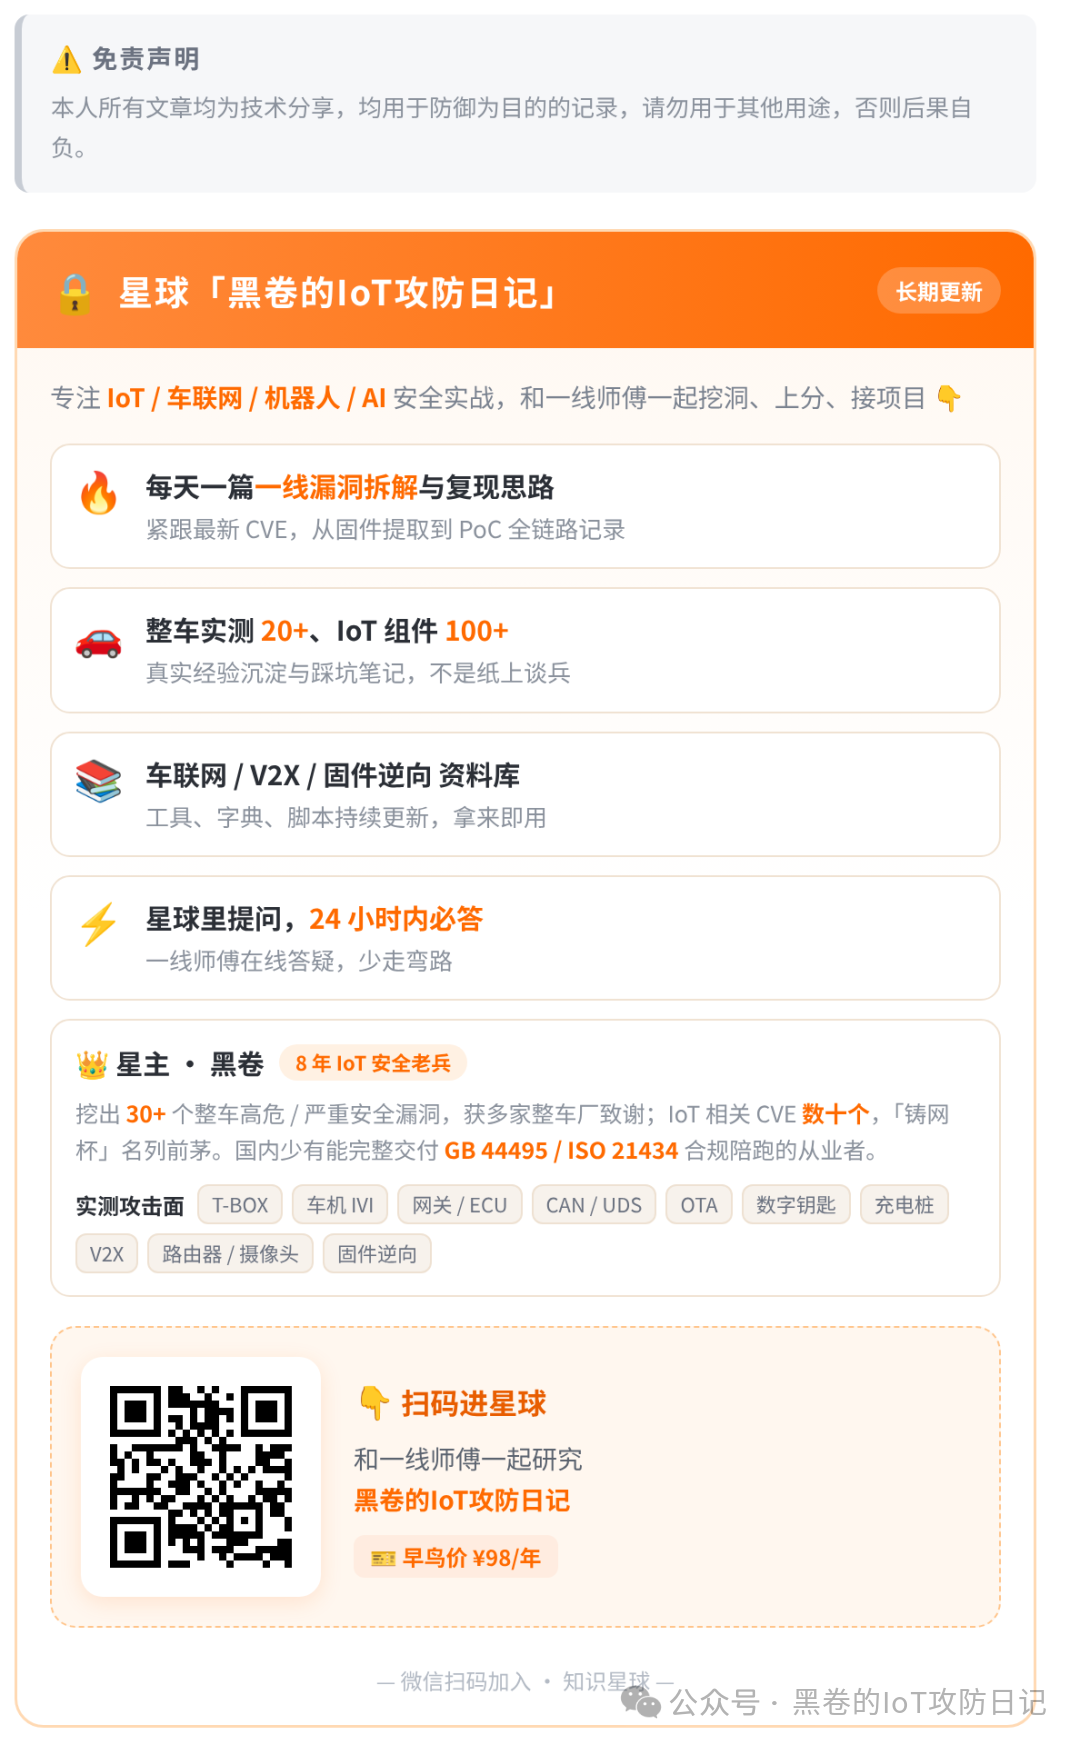 免责声明
本人所有文章均为技术分享，均用于防御为目的的记录，请勿用于其他用途，否则后果自
负。
星球「黑卷的IoT攻防日记」
长期更新
专注 IoT / 车联网 / 机器人 / AI 安全实战，和一线师傅一起挖洞、上分、接项目
每天一篇一线漏洞拆解与复现思路
紧跟最新 CVE，从固件提取到 PoC 全链路记录
整车实测 20+、IoT 组件 100+
真实经验沉淀与踩坑笔记，不是纸上谈兵
车联网 / V2X / 固件逆向 资料库
工具、字典、脚本持续更新，拿来即用
星球里提问，24 小时内必答
一线师傅在线答疑，少走弯路
星主 · 黑卷 8 年 IoT 安全老兵
挖出 30+ 个整车高危 / 严重安全漏洞，获多家整车厂致谢；IoT 相关 CVE 数十个，「铸网
杯」名列前茅。国内少有能完整交付 GB 44495 / ISO 21434 合规陪跑的从业者。
实测攻击面 T-BOX 车机 IVI 网关 / ECU CAN / UDS OTA 数字钥匙 充电桩
V2X 路由器 / 摄像头 固件逆向
扫码进星球
和一线师傅一起研究
黑卷的IoT攻防日记
早鸟价 ¥98/年
— 微信扫码加入 · 知识星球 —
公众号 · 黑卷的IoT攻防日记